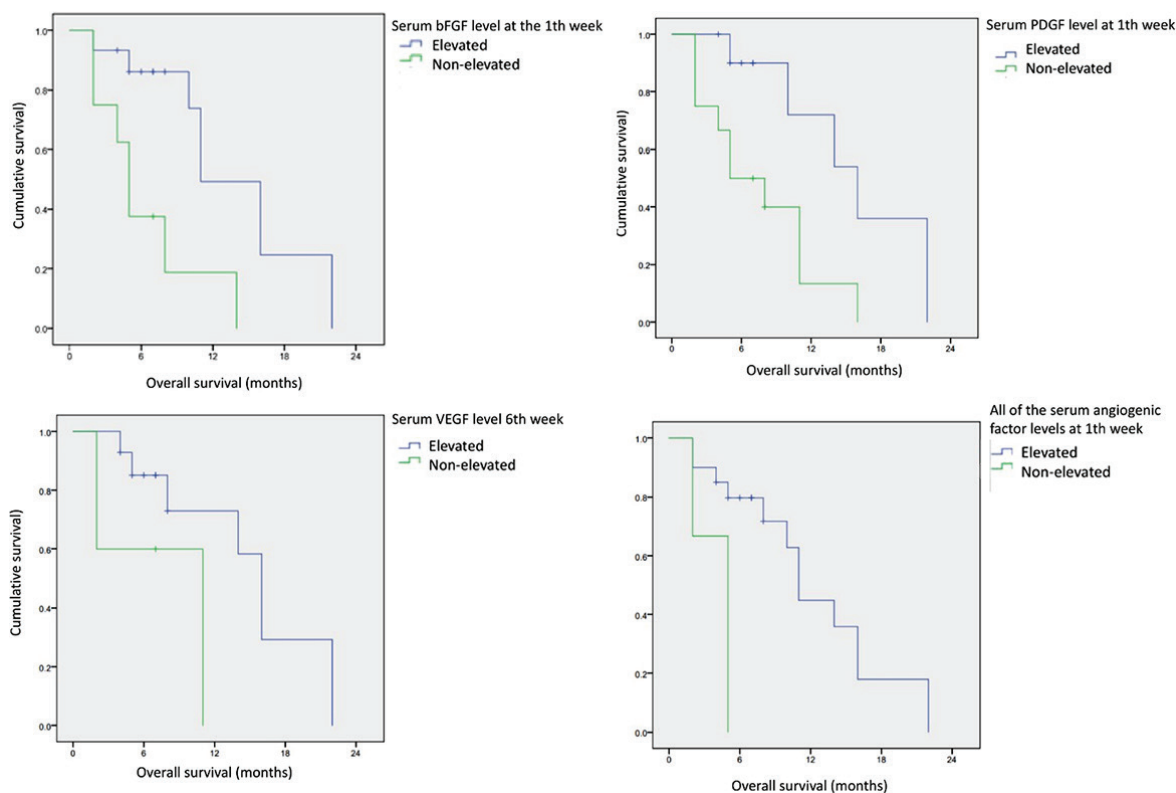 Serum bFGF level at the 1th week
Elevated
Non-elevated
Cumulative survival
1.0
0.8
0.6
0.4
0.2
0.0
0 6 12 18 24
Overall survival (months)
Serum PDGF level at 1th week
Elevated
Non-elevated
Cumulative survival
1.0
0.8
0.6
0.4
0.2
0.0
0 6 12 18 24
Overall survival (months)
Serum VEGF level 6th week
Elevated
Non-elevated
Cumulative survival
1.0
0.8
0.6
0.4
0.2
0.0
0 6 12 18 24
Overall survival (months)
All of the serum angiogenic
factor levels at 1th week
Elevated
Non-elevated
1.0
0.8
0.6
0.4
0.2
0.0
0 6 12 18 24
Overall survival (months)